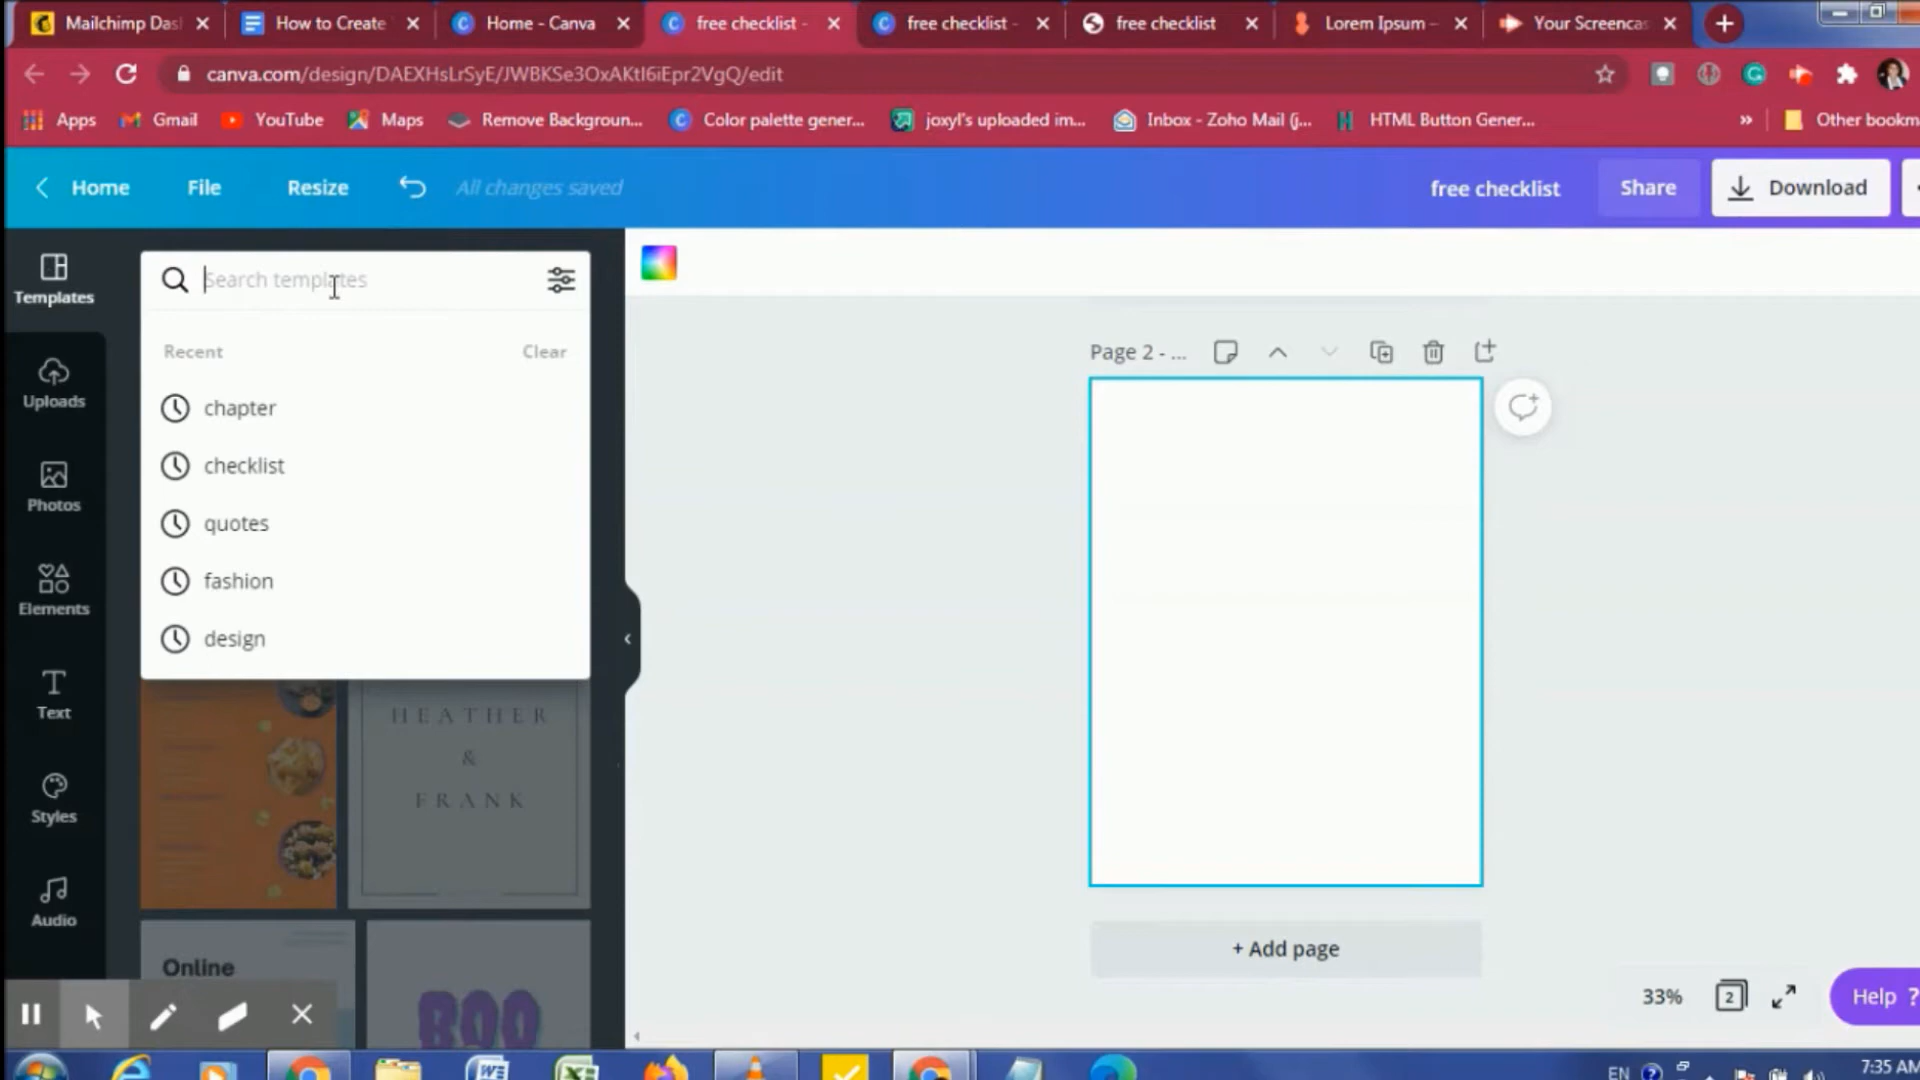 Mailchimp Das
How to Create
Home - Canva
free checklist -
free checklist -
free checklist
Lorem Ipsum –
Your Screencas
canva.com/design/DAEXHsLrSyE/JWBKSe3OxAKtI6iEpr2VgQ/edit
Apps
Gmail
YouTube
Maps
Remove Backgroun...
Color palette gener...
joxyl's uploaded im...
Inbox - Zoho Mail (j...
HTML Button Gener...
»
Other bookm
Home
File
Resize
All changes saved
free checklist
Share
Download
Templates
Uploads
Photos
Elements
Text
Styles
Audio
Search templates
Recent
Clear
chapter
checklist
quotes
fashion
design
HEATHER
&
FRANK
Online
BOO
Page 2 - ...
+ Add page
33%
2
Help ?
EN
7:35 AM